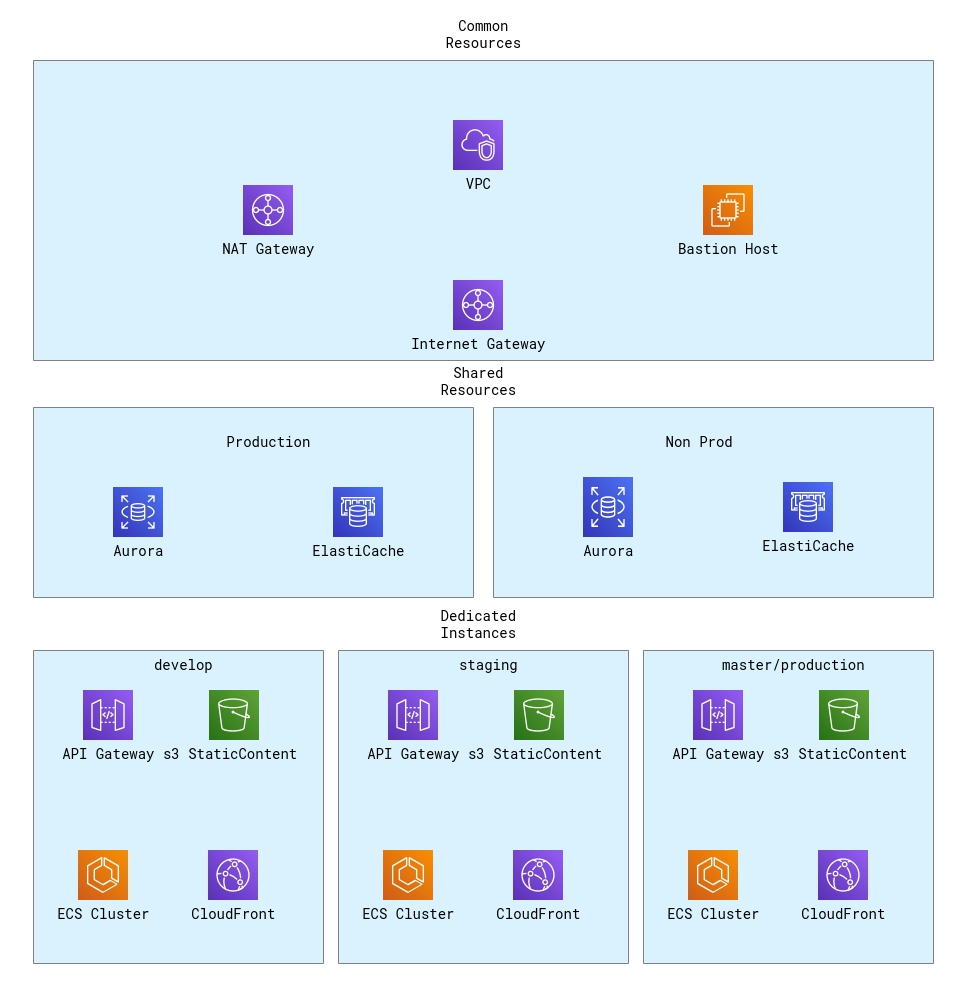 Common
Resources
VPC
NAT Gateway
Bastion Host
Internet Gateway
Shared
Resources
Production
Aurora
ElastiCache
Non Prod
Aurora
ElastiCache
Dedicated
Instances
develop
API Gateway
s3 StaticContent
ECS Cluster
CloudFront
staging
API Gateway
s3 StaticContent
ECS Cluster
CloudFront
master/production
API Gateway
s3 StaticContent
ECS Cluster
CloudFront